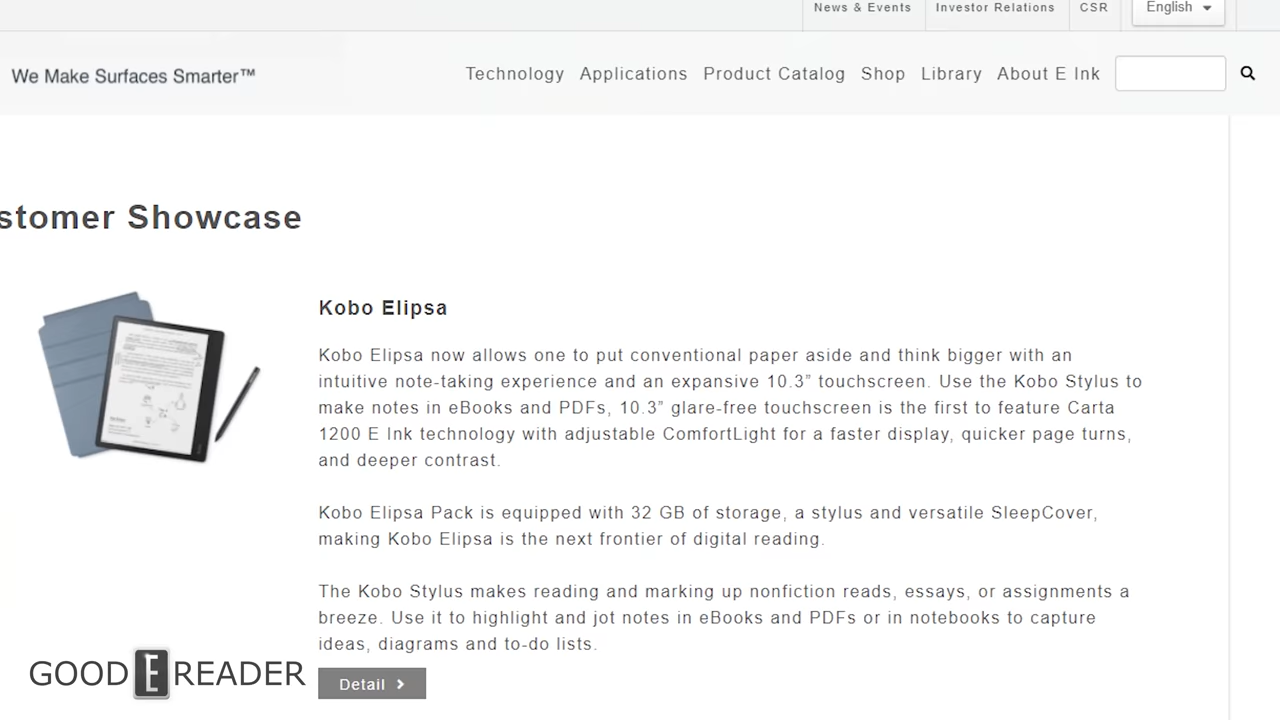 News & Events Investor Relations CSR English
We Make Surfaces Smarter™ Technology Applications Product Catalog Shop Library About E Ink
stomer Showcase
Kobo Elipsa
Kobo Elipsa now allows one to put conventional paper aside and think bigger with an
intuitive note-taking experience and an expansive 10.3” touchscreen. Use the Kobo Stylus to
make notes in eBooks and PDFs, 10.3” glare-free touchscreen is the first to feature Carta
1200 E Ink technology with adjustable ComfortLight for a faster display, quicker page turns,
and deeper contrast.
Kobo Elipsa Pack is equipped with 32 GB of storage, a stylus and versatile SleepCover,
making Kobo Elipsa is the next frontier of digital reading.
The Kobo Stylus makes reading and marking up nonfiction reads, essays, or assignments a
breeze. Use it to highlight and jot notes in eBooks and PDFs or in notebooks to capture
ideas, diagrams and to-do lists.
Detail
GOOD E READER